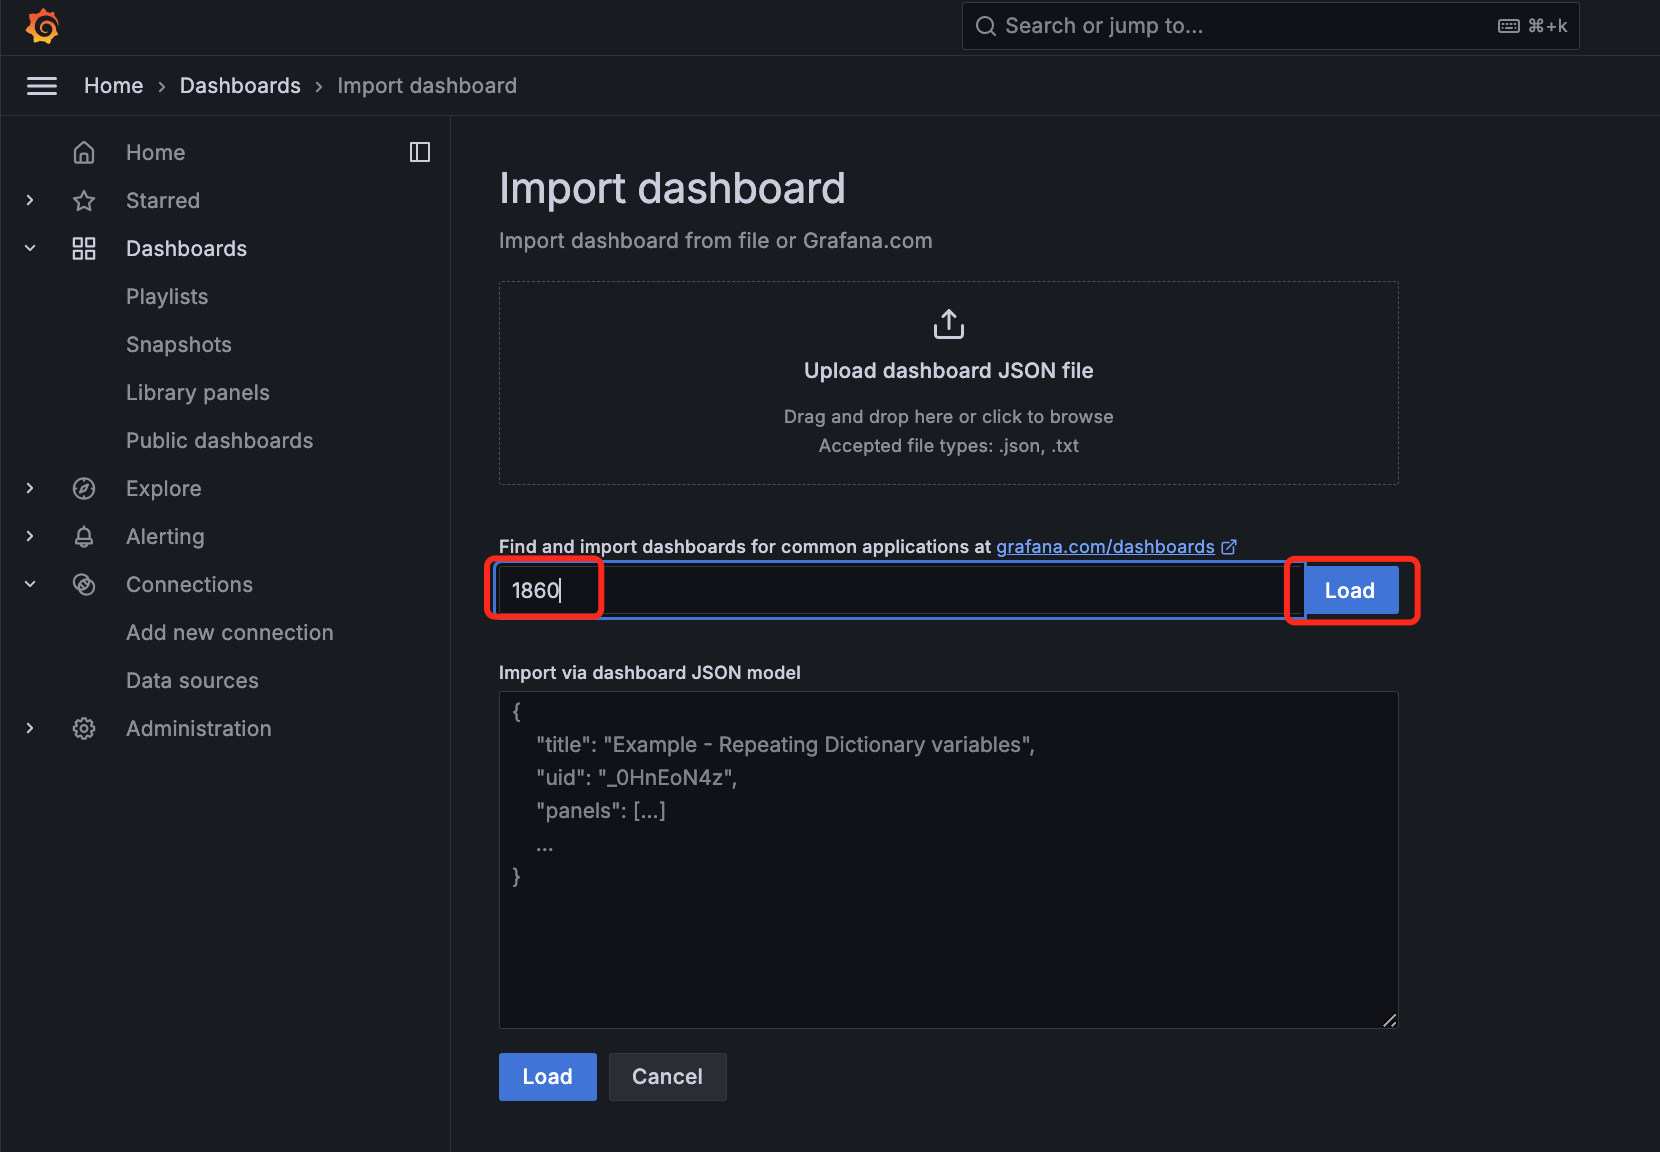 Search or jump to...
⌘+k
Home › Dashboards › Import dashboard
Home
Starred
Dashboards
Playlists
Snapshots
Library panels
Public dashboards
Explore
Alerting
Connections
Add new connection
Data sources
Administration
Import dashboard
Import dashboard from file or Grafana.com
Upload dashboard JSON file
Drag and drop here or click to browse
Accepted file types: .json, .txt
Find and import dashboards for common applications at grafana.com/dashboards
1860
Load
Import via dashboard JSON model
{
"title": "Example - Repeating Dictionary variables",
"uid": "_0HnEoN4z",
"panels": [...]
...
}
Load
Cancel